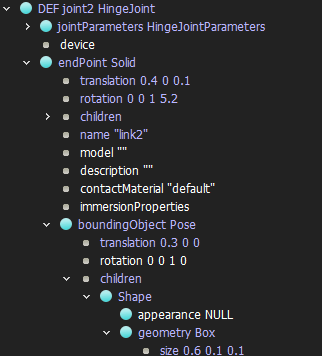 DEF joint2 HingeJoint
jointParameters HingeJointParameters
device
endPoint Solid
translation 0.4 0 0.1
rotation 0 0 1 5.2
children
name "link2"
model ""
description ""
contactMaterial "default"
immersionProperties
boundingObject Pose
translation 0.3 0 0
rotation 0 0 1 0
children
Shape
appearance NULL
geometry Box
size 0.6 0.1 0.1